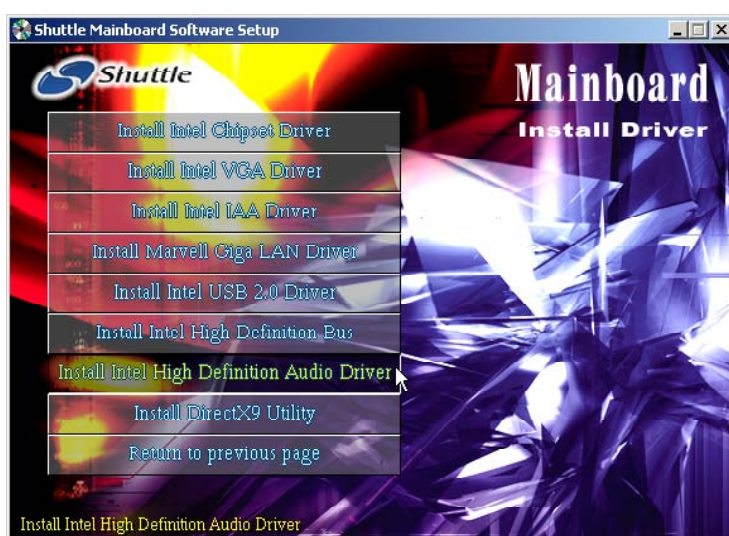 Shuttle Mainboard Software Setup
Shuttle
Mainboard
Install Driver
Install Intel Chipset Driver
Install Intel VGA Driver
Install Intel IAA Driver
Install Marvell Giga LAN Driver
Install Intel USB 2.0 Driver
Install Intel High Definition Bus
Install Intel High Definition Audio Driver
Install DirectX9 Utility
Return to previous page
Install Intel High Definition Audio Driver